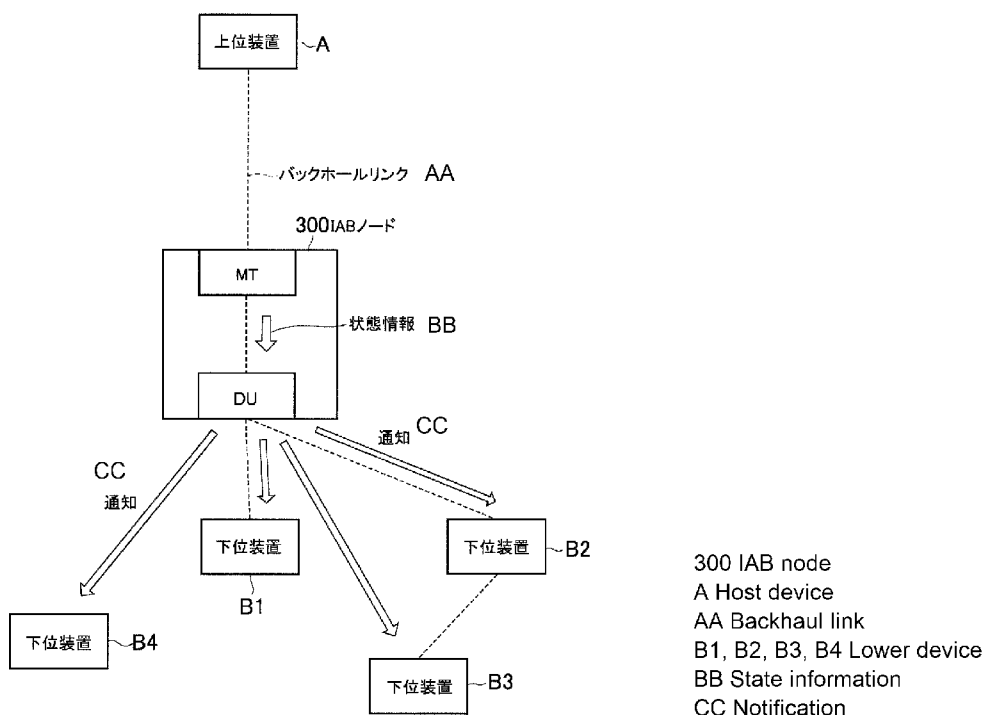 上位装置 A
バックホールリンク AA
300 IABノード
MT
状態情報 BB
DU
通知 CC
CC
通知
下位装置
B1
下位装置 B2
下位装置 B4
下位装置 B3
300 IAB node
A Host device
AA Backhaul link
B1, B2, B3, B4 Lower device
BB State information
CC Notification